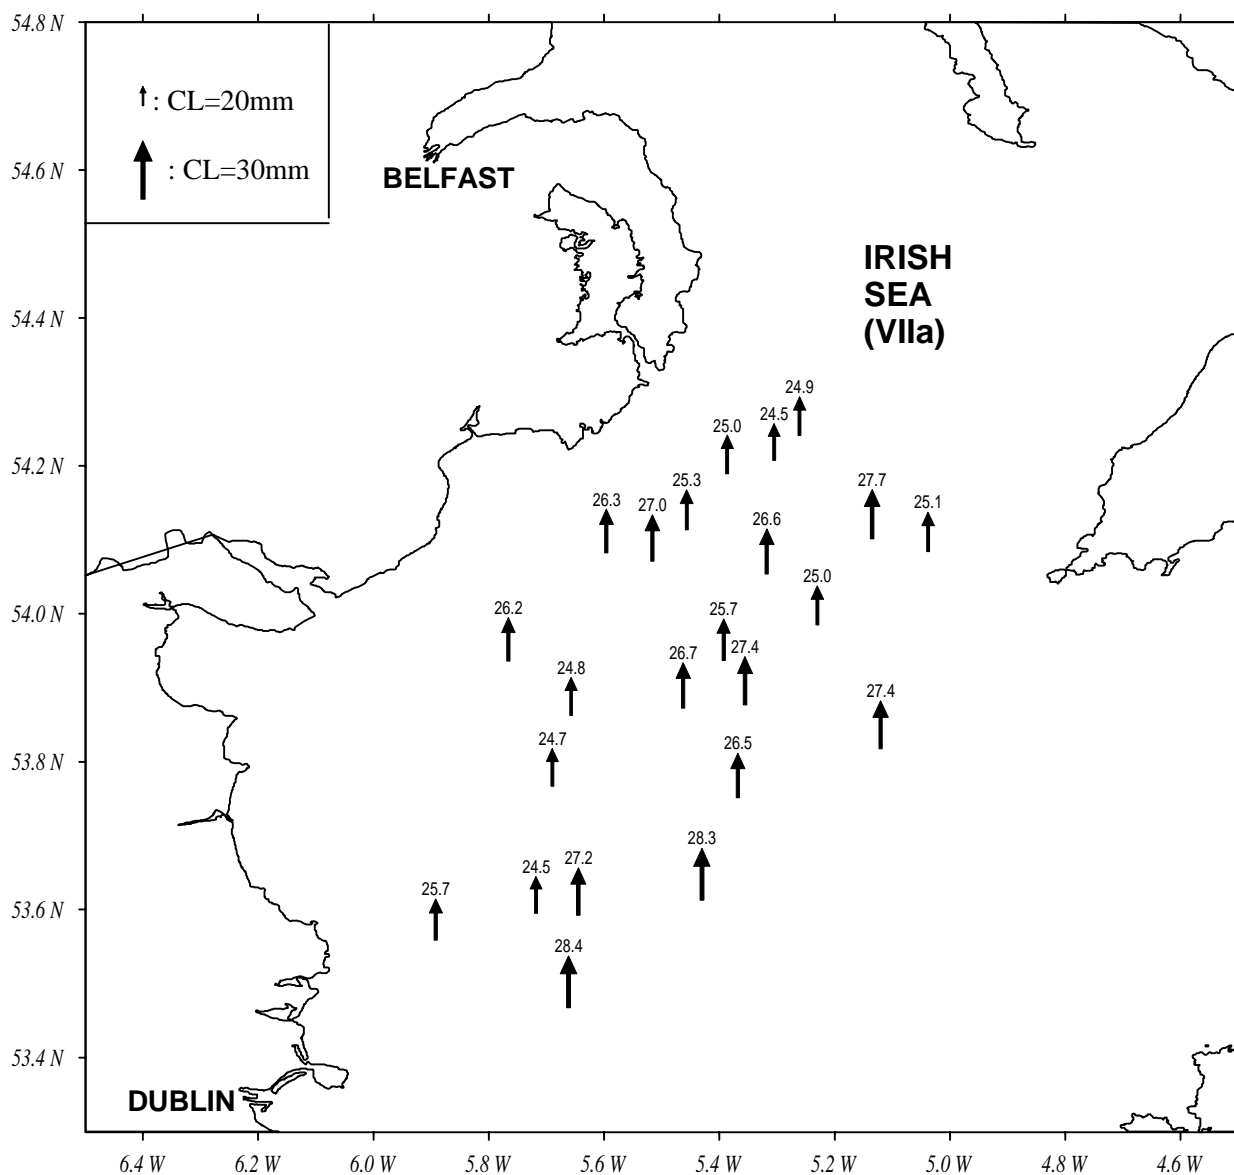 54.8 N
: CL=20mm
: CL=30mm
54.6 N
BELFAST
IRISH
SEA
(VIIa)
54.4 N
24.9
24.5
25.0
54.2 N
25.3
27.7
26.3
27.0
25.1
26.6
25.0
54.0 N
26.2
25.7
27.4
26.7
24.8
27.4
24.7
26.5
53.8 N
28.3
27.2
24.5
25.7
53.6 N
28.4
53.4 N
DUBLIN
6.4 W 6.2 W 6.0 W 5.8 W 5.6 W 5.4 W 5.2 W 5.0 W 4.8 W 4.6 W